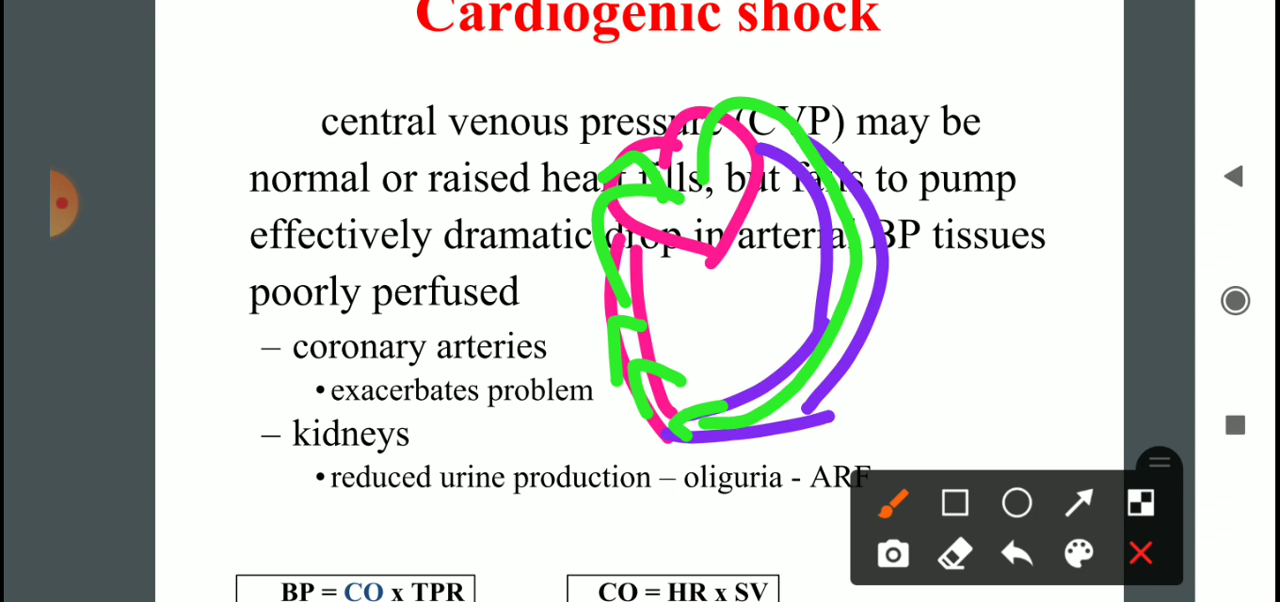 Cardiogenic shock
central venous pressure (CVP) may be
normal or raised heart fills, but fails to pump
effectively dramatic drop in arterial BP tissues
poorly perfused
– coronary arteries
• exacerbates problem
– kidneys
• reduced urine production – oliguria - ARF
BP = CO x TPR
CO = HR x SV